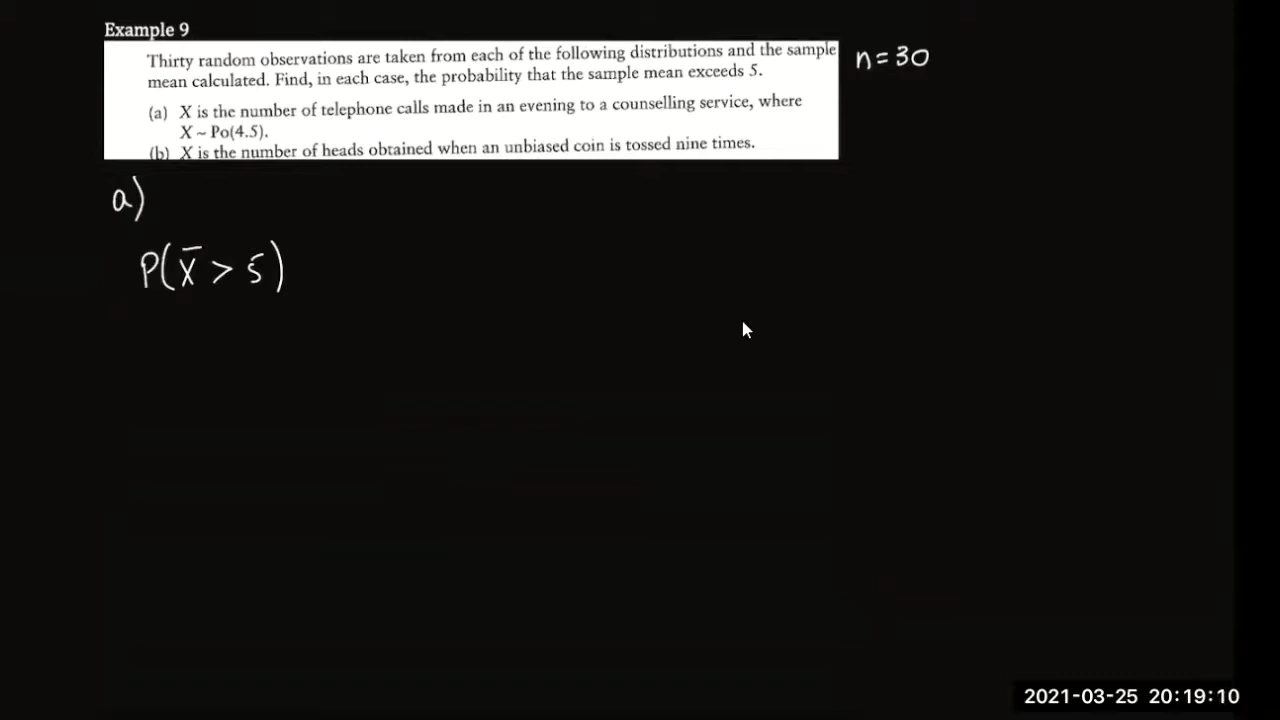 Example 9
Thirty random observations are taken from each of the following distributions and the sample
mean calculated. Find, in each case, the probability that the sample mean exceeds 5.
n = 30
(a) X is the number of telephone calls made in an evening to a counselling service, where
X ~ Po(4.5).
(b) X is the number of heads obtained when an unbiased coin is tossed nine times.
a)
P(X̄ > 5)
2021-03-25 20:19:10